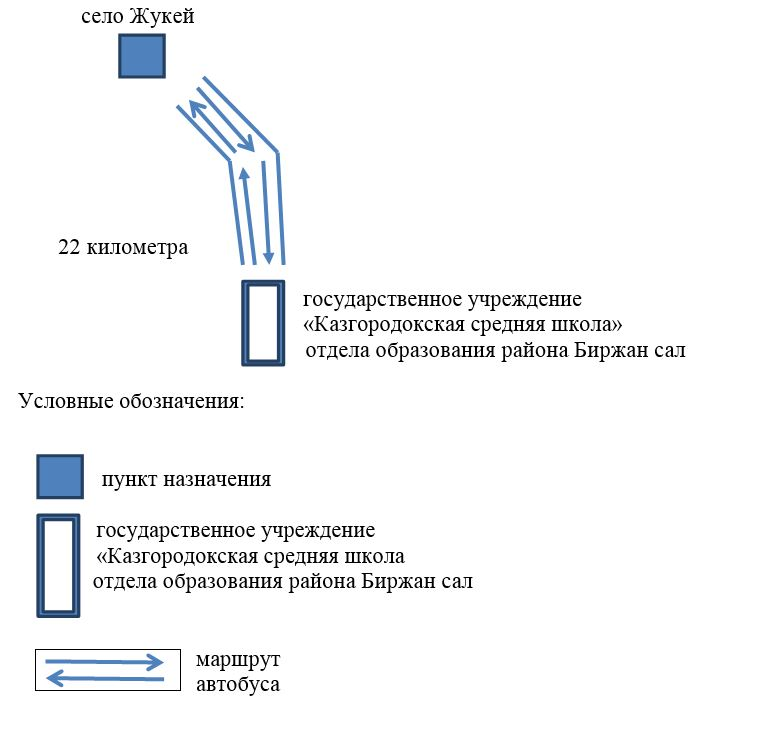 село Жукей
22 километра
государственное учреждение
«Казгородокская средняя школа»
отдела образования района Биржан сал
Условные обозначения:
пункт назначения
государственное учреждение
«Казгородокская средняя школа
отдела образования района Биржан сал
маршрут
автобуса